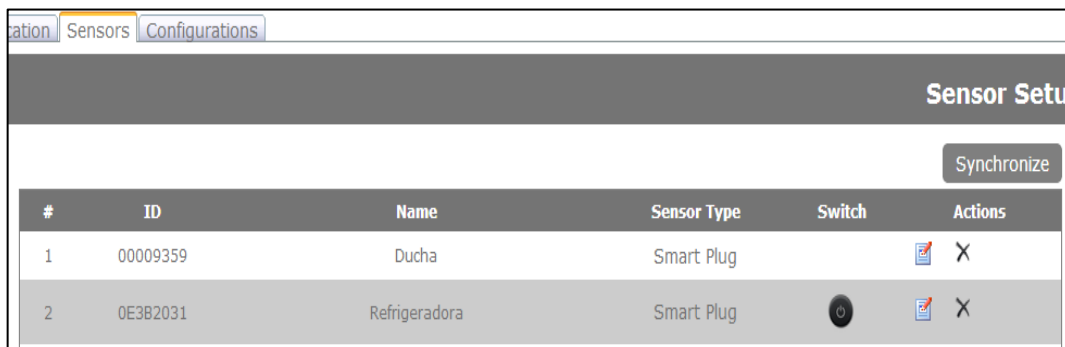 cation Sensors Configurations
Sensor Setu
Synchronize
# ID Name Sensor Type Switch Actions
1 00009359 Ducha Smart Plug
2 0E3B2031 Refrigeradora Smart Plug